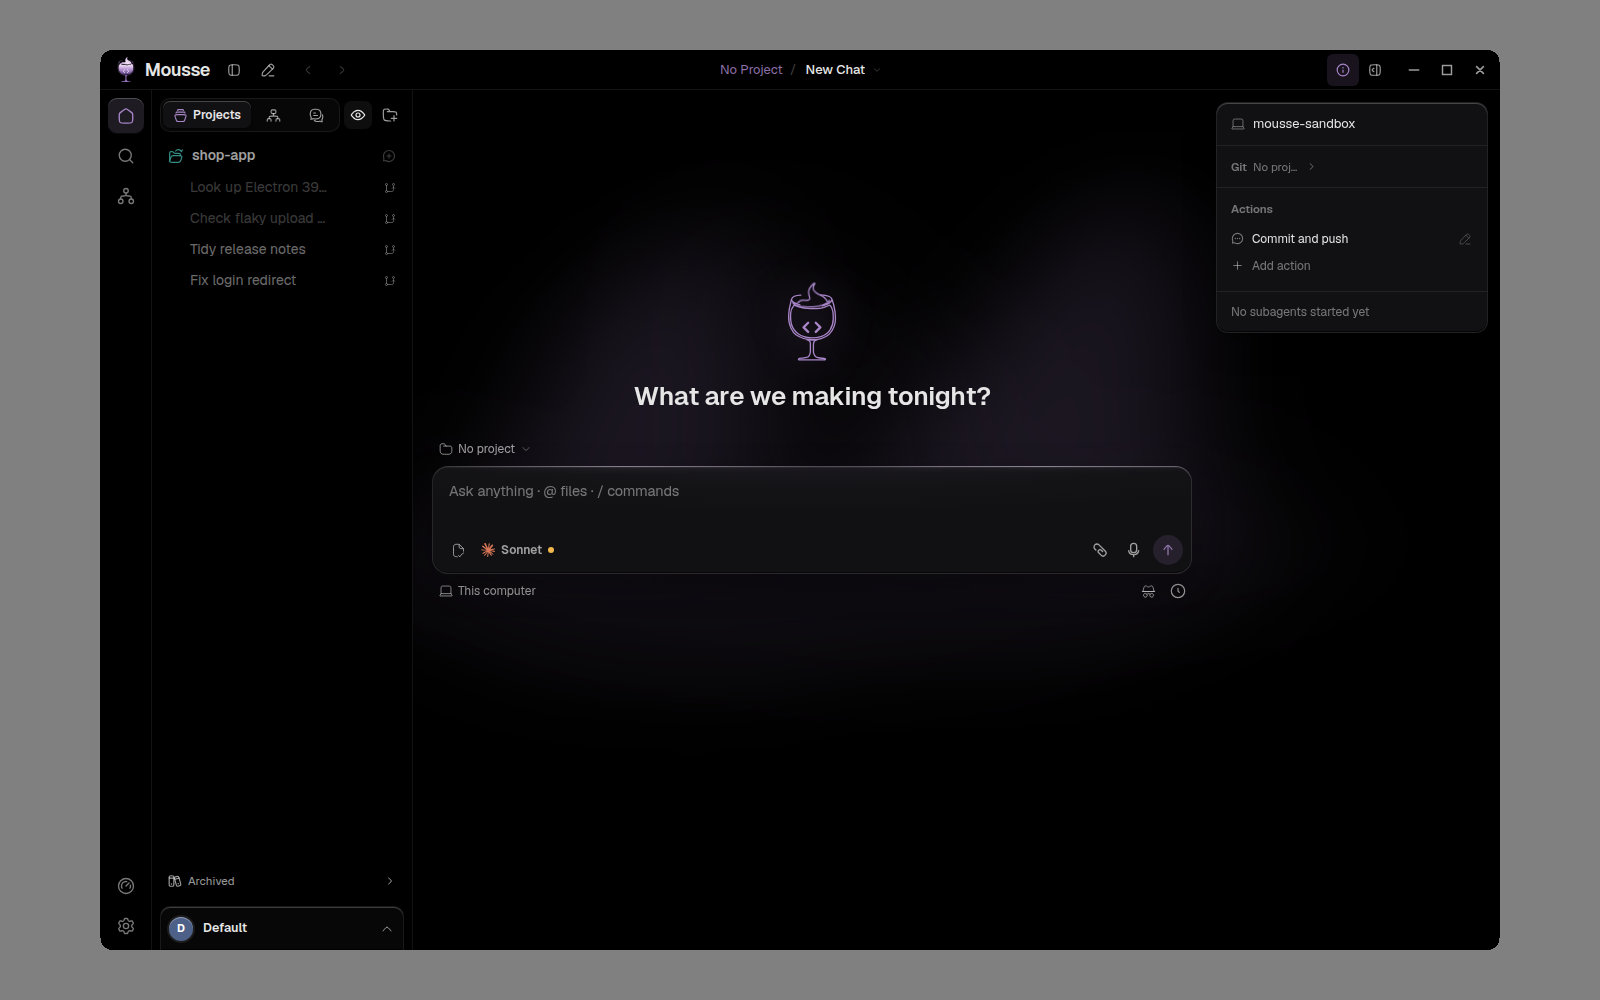 Mousse
No Project / New Chat
Projects
shop-app
Look up Electron 39...
Check flaky upload ...
Tidy release notes
Fix login redirect
Archived
D Default
What are we making tonight?
No project
Ask anything · @ files · / commands
Sonnet
This computer
mousse-sandbox
Git No proj...
Actions
Commit and push
Add action
No subagents started yet